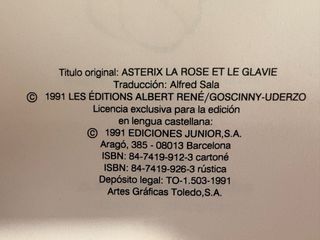 Titulo original: ASTERIX LA ROSE ET LE GLAVIE
Traducción: Alfred Sala
© 1991 LES ÉDITIONS ALBERT RENÉ/GOSCINNY-UDERZO
Licencia exclusiva para la edición
en lengua castellana:
© 1991 EDICIONES JUNIOR,S.A.
Aragó, 385 - 08013 Barcelona
ISBN: 84-7419-912-3 cartoné
ISBN: 84-7419-926-3 rústica
Depósito legal: TO-1.503-1991
Artes Gráficas Toledo,S.A.